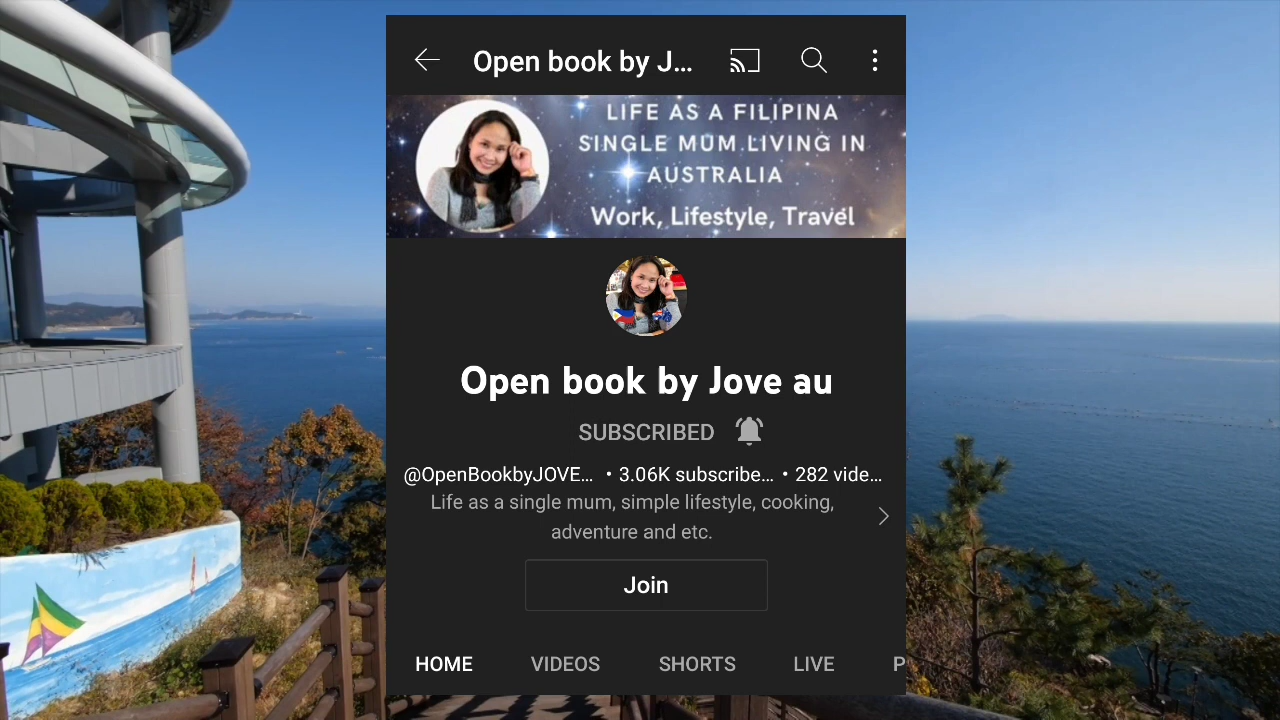 Open book by J...
LIFE AS A FILIPINA
SINGLE MUM LIVING IN
AUSTRALIA
Work, Lifestyle, Travel
Open book by Jove au
SUBSCRIBED
@OpenBookbyJOVE... • 3.06K subscribe... • 282 vide...
Life as a single mum, simple lifestyle, cooking,
adventure and etc.
Join
HOME VIDEOS SHORTS LIVE P